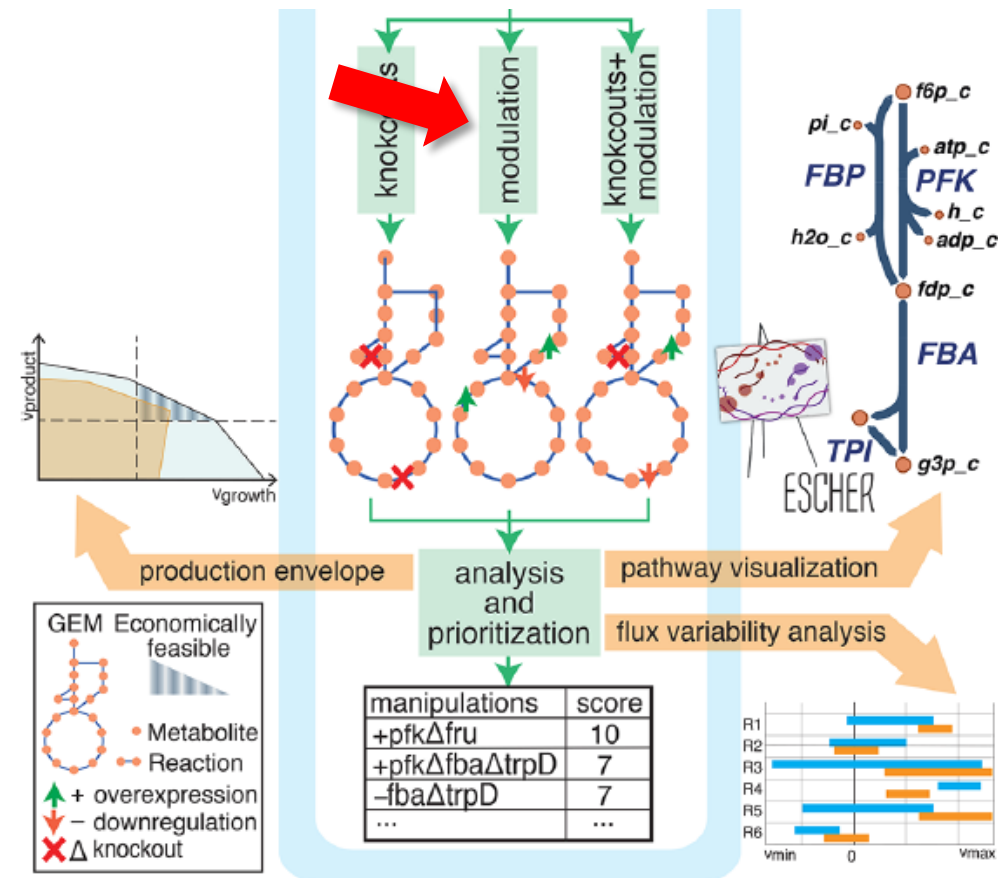 knokcouts
modulation
knokcouts+
modulation
f6p_c
pi_c
atp_c
FBP
PFK
h_c
h2o_c
adp_c
fdp_c
FBA
TPI
g3p_c
ESCHER
vproduct
vgrowth
production envelope
analysis
and
prioritization
pathway visualization
flux variability analysis
GEM
Economically
feasible
Metabolite
Reaction
+ overexpression
− downregulation
Δ knockout
manipulations score
+pfkΔfru 10
+pfkΔfbaΔtrpD 7
−fbaΔtrpD 7
... ...
R1
R2
R3
R4
R5
R6
vmin 0 vmax